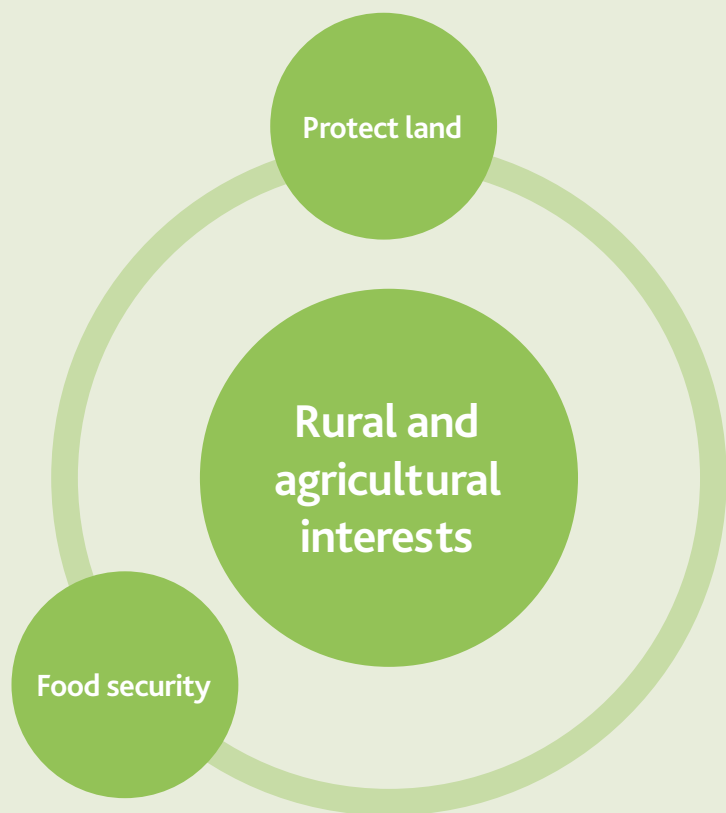 Protect land
Rural and
agricultural
interests
Food security